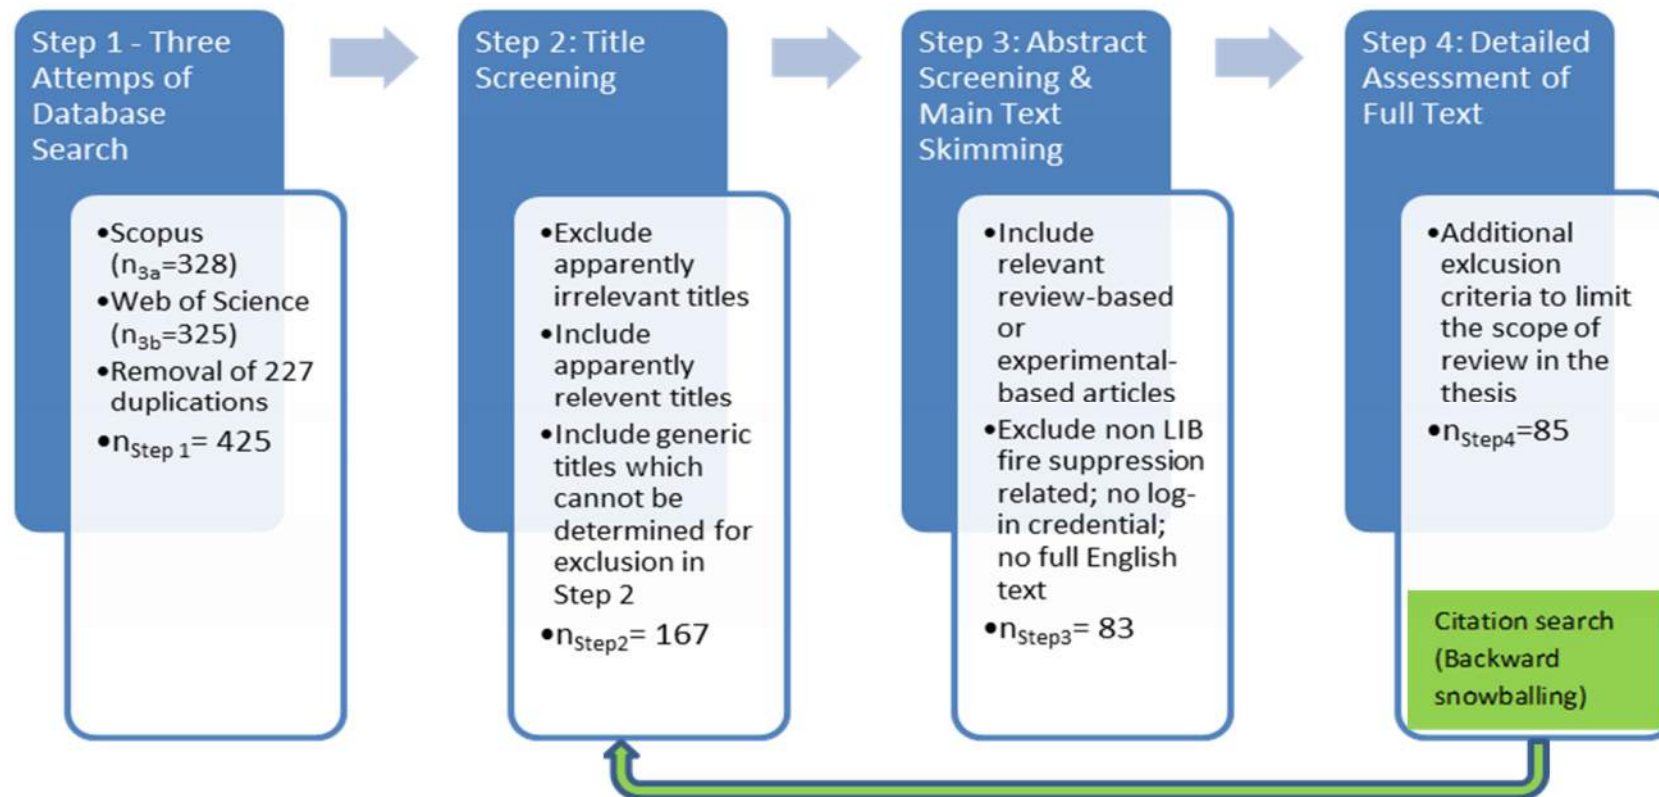 Step 1 - Three
Attemps of
Database
Search
•Scopus
(n3a=328)
•Web of Science
(n3b=325)
•Removal of 227
duplications
•nStep 1= 425
Step 2: Title
Screening
•Exclude
apparently
irrelevant titles
•Include
apparently
relevent titles
•Include generic
titles which
cannot be
determined for
exclusion in
Step 2
•nStep2= 167
Step 3: Abstract
Screening &
Main Text
Skimming
•Include
relevant
review-based
or
experimental-
based articles
•Exclude non LIB
fire suppression
related; no log-
in credential;
no full English
text
•nStep3= 83
Step 4: Detailed
Assessment of
Full Text
•Additional
exlcusion
criteria to limit
the scope of
review in the
thesis
•nStep4=85
Citation search
(Backward
snowballing)